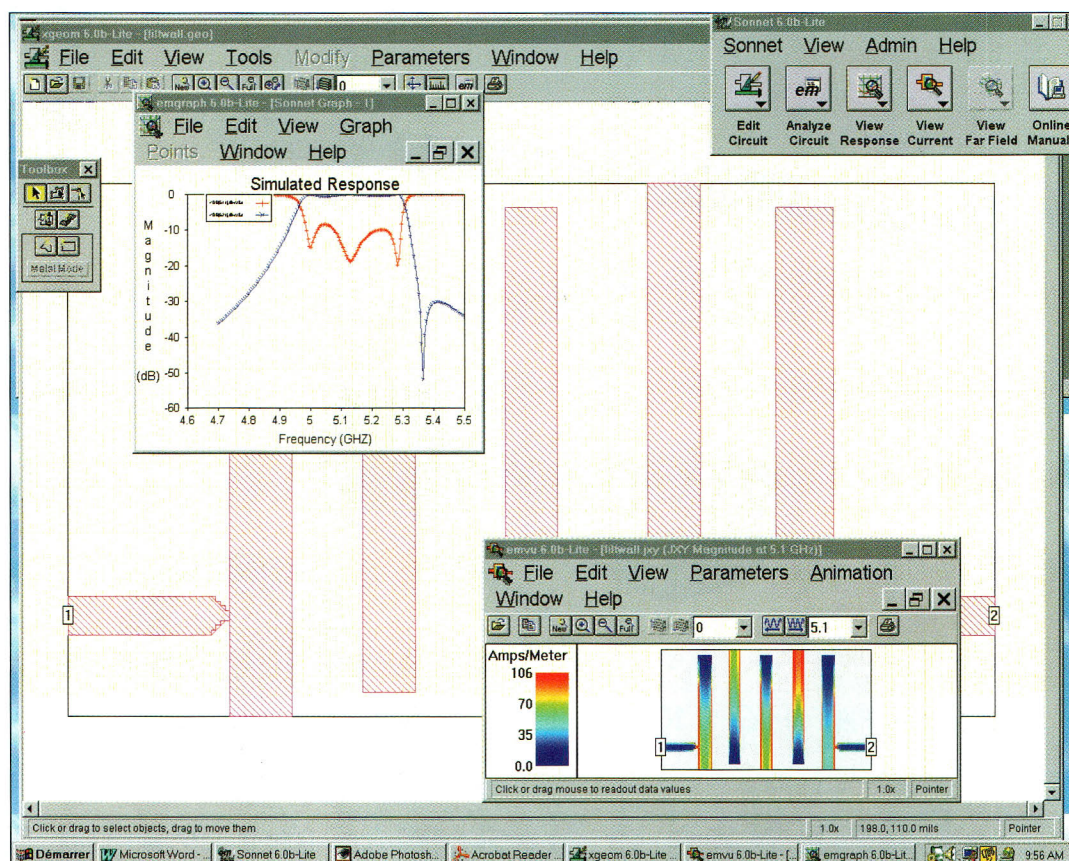 xgeom 6.0b-Lite - [filtwall.geo]
File Edit View Tools Modify Parameters Window Help
0
Sonnet 6.0b-Lite
Sonnet View Admin Help
em
Edit Circuit
Analyze Circuit
View Response
View Current
View Far Field
Online Manuals
Toolbox
Metal Mode
emgraph 6.0b-Lite - [Sonnet Graph - 1]
File Edit View Graph
Points Window Help
Simulated Response
Magnitude
(dB)
0
-10
-20
-30
-40
-50
-60
4.6 4.7 4.8 4.9 5 5.1 5.2 5.3 5.4 5.5
Frequency (GHZ)
1
2
emvu 6.0b-Lite - [filtwall.jxy (JXY Magnitude at 5.1 GHz)]
File Edit View Parameters Animation
Window Help
New Full 0 5.1
Amps/Meter
106
70
35
0.0
1
2
Click or drag mouse to readout data values 1.0x Pointer
Click or drag to select objects, drag to move them 1.0x 198.0, 110.0 mils Pointer
Démarrer Microsoft Word - ... Sonnet 6.0b-Lite Adobe Photosh... Acrobat Reader ... xgeom 6.0b-Lite ... emvu 6.0b-Lite - [... emgraph 6.0b-Lit... 9:56 AM